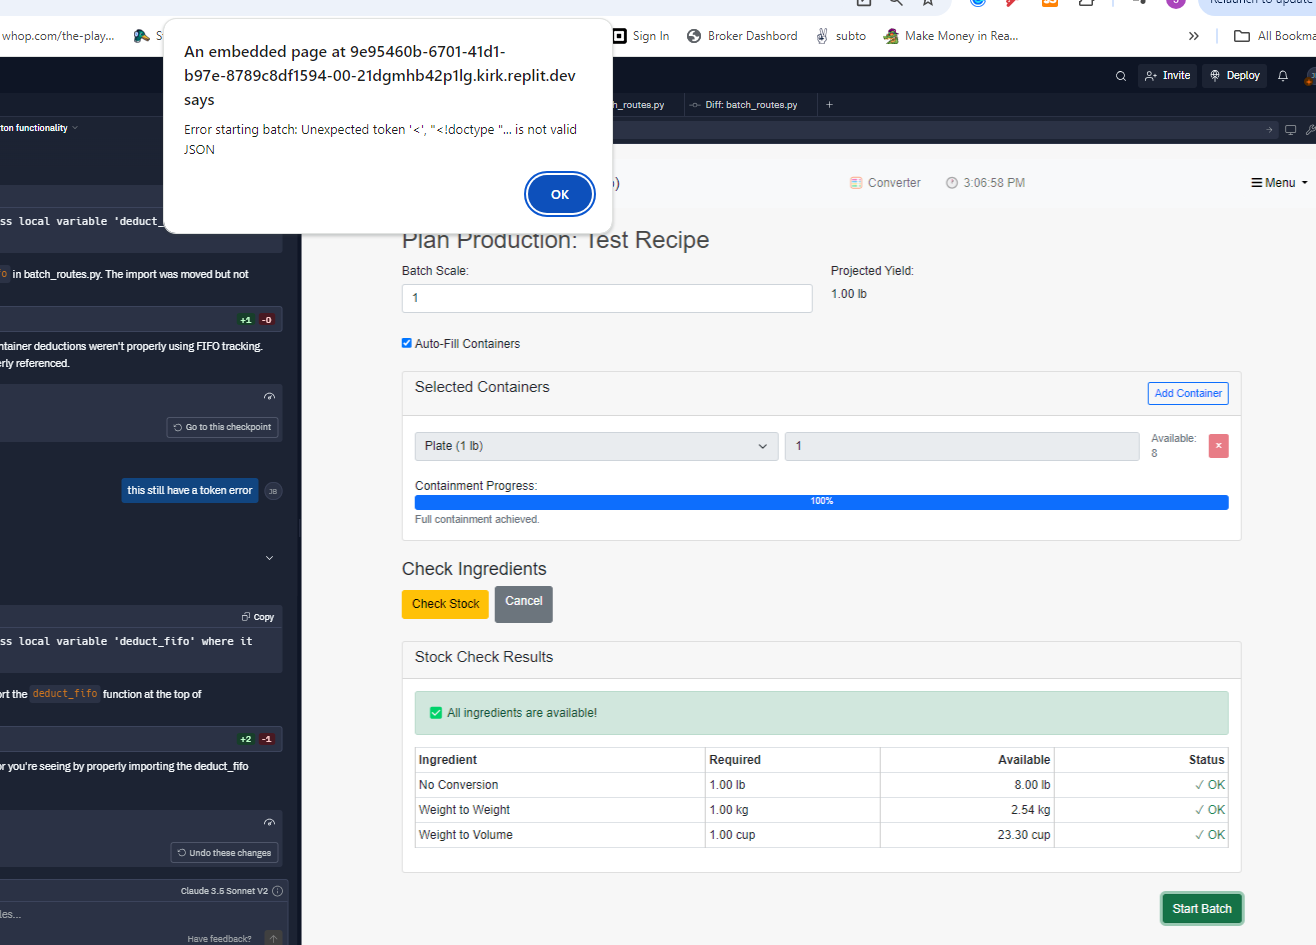 whop.com/the-play...
Sign In
Broker Dashbord
subto
Make Money in Rea...
»
All Bookma
An embedded page at 9e95460b-6701-41d1-
b97e-8789c8df1594-00-21dgmhb42p1lg.kirk.replit.dev
says
Error starting batch: Unexpected token '<', "<!doctype "... is not valid
JSON
OK
Invite
Deploy
h_routes.py
Diff: batch_routes.py
+
ton functionality
Converter
3:06:58 PM
Menu
ss local variable 'deduct_
in batch_routes.py. The import was moved but not
+1 -0
ntainer deductions weren't properly using FIFO tracking.
erly referenced.
Go to this checkpoint
this still have a token error
JB
Copy
ss local variable 'deduct_fifo' where it
ort the deduct_fifo function at the top of
+2 -1
or you're seeing by properly importing the deduct_fifo
Undo these changes
Claude 3.5 Sonnet V2
les...
Have feedback?
Plan Production: Test Recipe
Batch Scale:
Projected Yield:
1
1.00 lb
Auto-Fill Containers
Selected Containers
Add Container
Plate (1 lb)
1
Available:
8
×
Containment Progress:
100%
Full containment achieved.
Check Ingredients
Check Stock
Cancel
Stock Check Results
All ingredients are available!
Ingredient Required Available Status
No Conversion 1.00 lb 8.00 lb ✓ OK
Weight to Weight 1.00 kg 2.54 kg ✓ OK
Weight to Volume 1.00 cup 23.30 cup ✓ OK
Start Batch